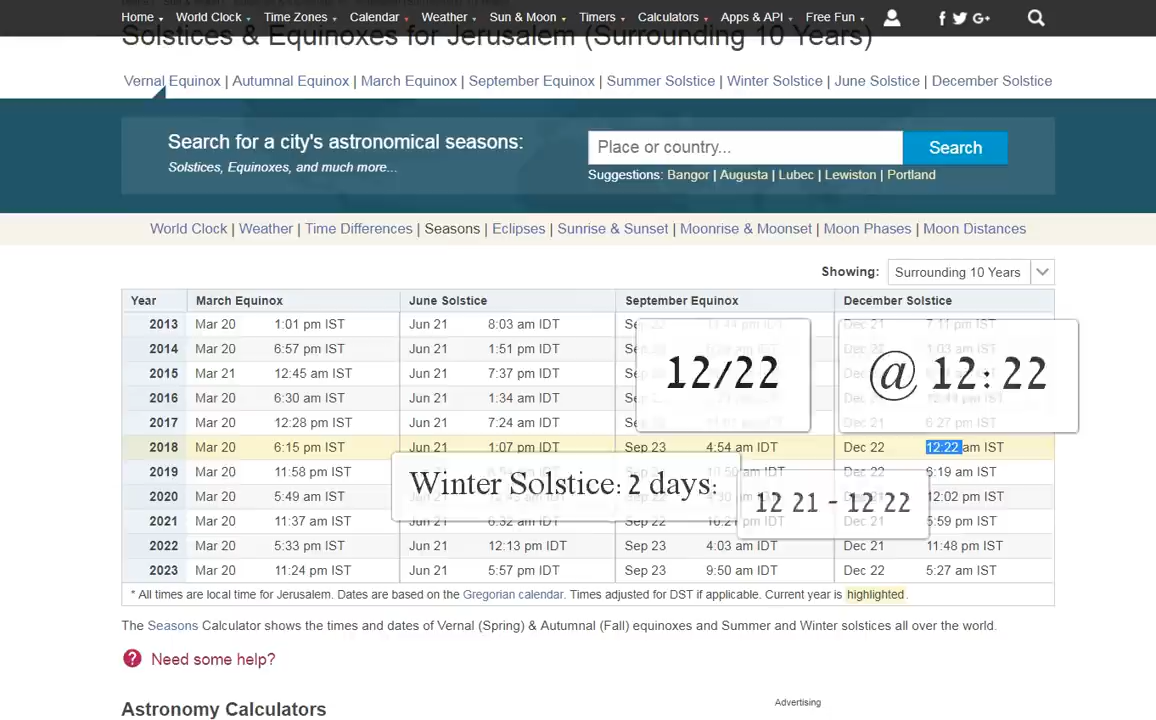 Home World Clock Time Zones Calendar Weather Sun & Moon Timers Calculators Apps & API Free Fun
Solstices & Equinoxes for Jerusalem (Surrounding 10 Years)
Vernal Equinox | Autumnal Equinox | March Equinox | September Equinox | Summer Solstice | Winter Solstice | June Solstice | December Solstice
Search for a city's astronomical seasons:
Solstices, Equinoxes, and much more...
Place or country...
Search
Suggestions: Bangor | Augusta | Lubec | Lewiston | Portland
World Clock | Weather | Time Differences | Seasons | Eclipses | Sunrise & Sunset | Moonrise & Moonset | Moon Phases | Moon Distances
Showing: Surrounding 10 Years
Year March Equinox June Solstice September Equinox December Solstice
2013 Mar 20 1:01 pm IST Jun 21 8:03 am IDT
2014 Mar 20 6:57 pm IST Jun 21 1:51 pm IDT
2015 Mar 21 12:45 am IST Jun 21 7:37 pm IDT
12/22
@ 12:22
2016 Mar 20 6:30 am IST Jun 21 1:34 am IDT
2017 Mar 20 12:28 pm IST Jun 21 7:24 am IDT
2018 Mar 20 6:15 pm IST Jun 21 1:07 pm IDT Sep 23 4:54 am IDT Dec 22 12:22 am IST
2019 Mar 20 11:58 pm IST Dec 22 6:19 am IST
Winter Solstice: 2 days:
12 21 - 12 22
2020 Mar 20 5:49 am IST 12:02 pm IST
2021 Mar 20 11:37 am IST Jun 21 6:32 am IDT Sep 22 10:21 pm IDT Dec 21 5:59 pm IST
2022 Mar 20 5:33 pm IST Jun 21 12:13 pm IDT Sep 23 4:03 am IDT Dec 21 11:48 pm IST
2023 Mar 20 11:24 pm IST Jun 21 5:57 pm IDT Sep 23 9:50 am IDT Dec 22 5:27 am IST
* All times are local time for Jerusalem. Dates are based on the Gregorian calendar. Times adjusted for DST if applicable. Current year is highlighted.
The Seasons Calculator shows the times and dates of Vernal (Spring) & Autumnal (Fall) equinoxes and Summer and Winter solstices all over the world.
Need some help?
Advertising
Astronomy Calculators